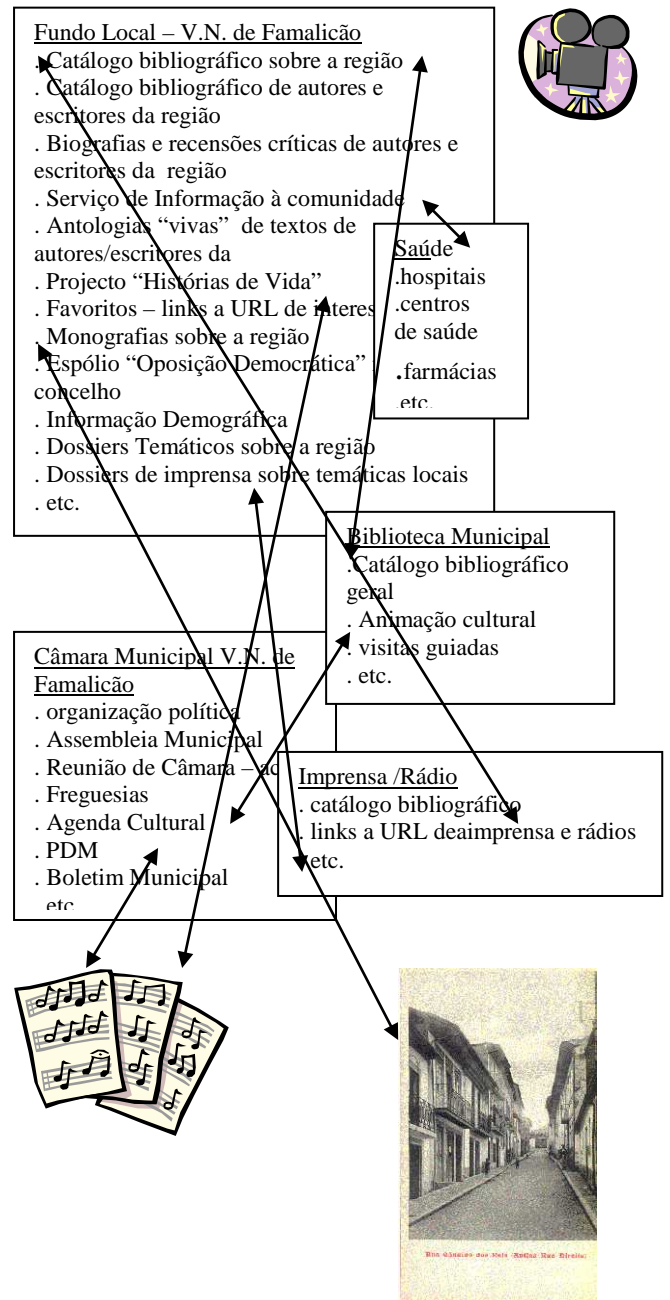 Fundo Local – V.N. de Famalicão
. Catálogo bibliográfico sobre a região
. Catálogo bibliográfico de autores e
escritores da região
. Biografias e recensões críticas de autores e
escritores da região
. Serviço de Informação à comunidade
. Antologias “vivas” de textos de
autores/escritores da
. Projecto “Histórias de Vida”
. Favoritos – links a URL de interes
. Monografias sobre a região
. Espólio “Oposição Democrática”
concelho
. Informação Demográfica
. Dossiers Temáticos sobre a região
. Dossiers de imprensa sobre temáticas locais
. etc.
Saúde
.hospitais
.centros
de saúde
.farmácias
.etc.
Biblioteca Municipal
.Catálogo bibliográfico
geral
. Animação cultural
. visitas guiadas
. etc.
Câmara Municipal V.N. de
Famalicão
. organização política
. Assembleia Municipal
. Reunião de Câmara – ac
. Freguesias
. Agenda Cultural
. PDM
. Boletim Municipal
etc
Imprensa /Rádio
. catálogo bibliográfico
. links a URL deaimprensa e rádios
.etc.
Rua
dos
Rua Direita